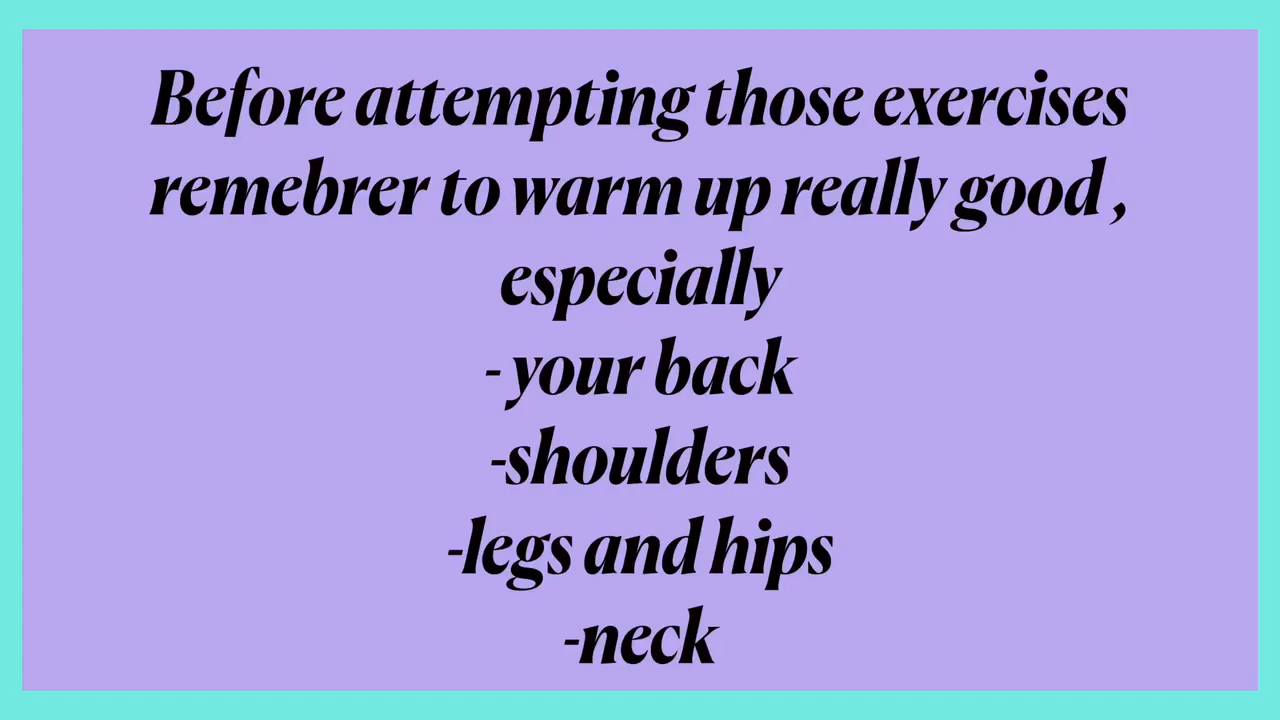 Before attempting those exercises
remebrer to warm up really good ,
especially
- your back
-shoulders
-legs and hips
-neck